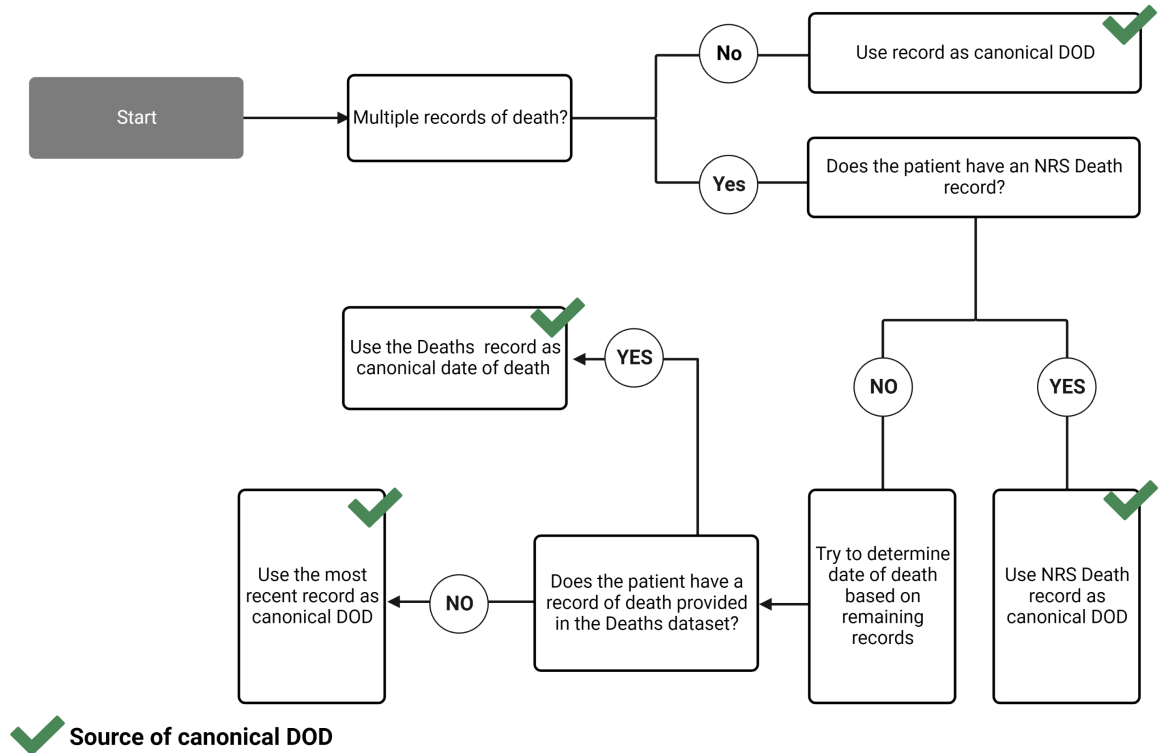 Start
Multiple records of death?
No
Use record as canonical DOD
Yes
Does the patient have an NRS Death
record?
Use the Deaths record as
canonical date of death
YES
NO
YES
Use the most
recent record as
canonical DOD
NO
Does the patient have a
record of death provided
in the Deaths dataset?
Try to determine
date of death
based on
remaining
records
Use NRS Death
record as
canonical DOD
Source of canonical DOD